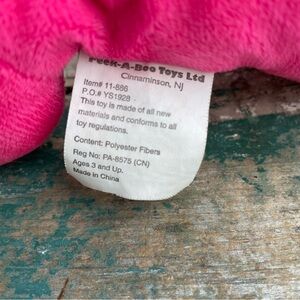 Peek-A-Boo Toys Ltd
Cinnaminson, NJ
Item# 11-886
P.O.# YS1928
This toy is made of all new
materials and conforms to all
toy regulations.
Content: Polyester Fibers
Reg No: PA-8575 (CN)
Ages 3 and Up.
Made in China